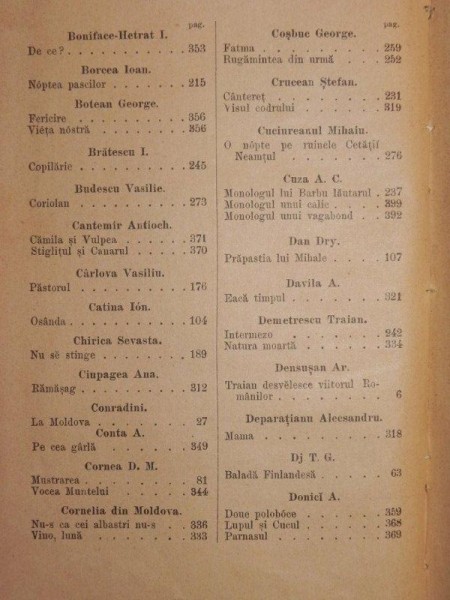 pag.
Boniface-Hetrat I.
De ce? . . . . . . . . . . 353
Borcea Ioan.
Nóptea pascilor . . . . . . 215
Botean George.
Fericire . . . . . . . . . 356
Viéța nóstră . . . . . . . 356
Brătescu I.
Copilărie . . . . . . . . . 245
Budescu Vasilie.
Coriolan . . . . . . . . . 273
Cantemir Antioch.
Cămila și Vulpea . . . . . 371
Stiglițul și Canarul . . . . 370
Cârlova Vasiliu.
Păstorul . . . . . . . . . 176
Catina Ión.
Osânda . . . . . . . . . . 104
Chirica Sevasta.
Nu sĕ stinge . . . . . . . 189
Ciupagea Ana.
Rămășag . . . . . . . . . 312
Conradini.
La Moldova . . . . . . . . 27
Conta A.
Pe cea gârlă . . . . . . . 349
Cornea D. M.
Mustrarea . . . . . . . . . 81
Vocea Muntelui . . . . . . 344
Cornelia din Moldova.
Nu-s ca cei albastri nu-s . . 336
Vino, lună . . . . . . . . 333
pag.
Coșbuc George.
Fatma . . . . . . . . . . 259
Rugămintea din urmă . . . 252
Crucean Ștefan.
Cântereț . . . . . . . . . 231
Visul codrului . . . . . . . 319
Cuciureanul Mihaiu.
O nópte pe ruinele Cetății
Neamțul . . . . . . . . 276
Cuza A. C.
Monologul lui Barbu lăutarul . 237
Monologul unui calic . . . . 399
Monologul unui vagabond . . 392
Dan Dry.
Prăpastia lui Mihale . . . . 107
Davila A.
Eacă timpul . . . . . . . . 321
Demetrescu Traian.
Intermezo . . . . . . . . 242
Natura moartă . . . . . . . 334
Densușan Ar.
Traian desvĕlesce viitorul Ro-
mânilor . . . . . . . . . 6
Deparațianu Alecsandru.
Mama . . . . . . . . . . 318
Dj T. G.
Baladă Finlandesă . . . . . 63
Donici A.
Doue polobóce . . . . . . . 359
Lupul și Cucul . . . . . . . 368
Parnasul . . . . . . . . . 369